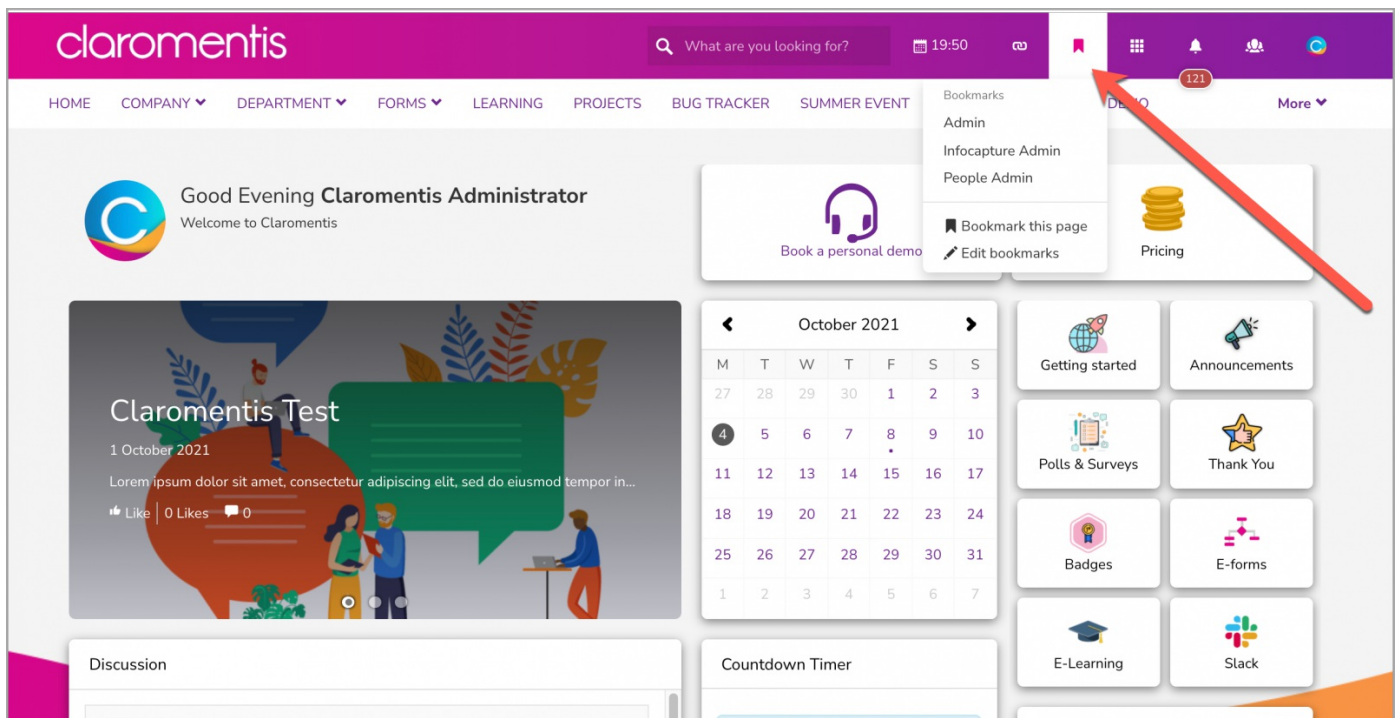 claromentis
What are you looking for?
19:50
121
HOME
COMPANY
DEPARTMENT
FORMS
LEARNING
PROJECTS
BUG TRACKER
SUMMER EVENT
More
Bookmarks
Admin
Infocapture Admin
People Admin
Bookmark this page
Edit bookmarks
Good Evening Claromentis Administrator
Welcome to Claromentis
Book a personal demo
Pricing
Claromentis Test
1 October 2021
Lorem ipsum dolor sit amet, consectetur adipiscing elit, sed do eiusmod tempor in...
Like 0 Likes 0
October 2021
M T W T F S S
27 28 29 30 1 2 3
4 5 6 7 8 9 10
11 12 13 14 15 16 17
18 19 20 21 22 23 24
25 26 27 28 29 30 31
1 2 3 4 5 6 7
Getting started
Announcements
Polls & Surveys
Thank You
Badges
E-forms
E-Learning
Slack
Discussion
Countdown Timer